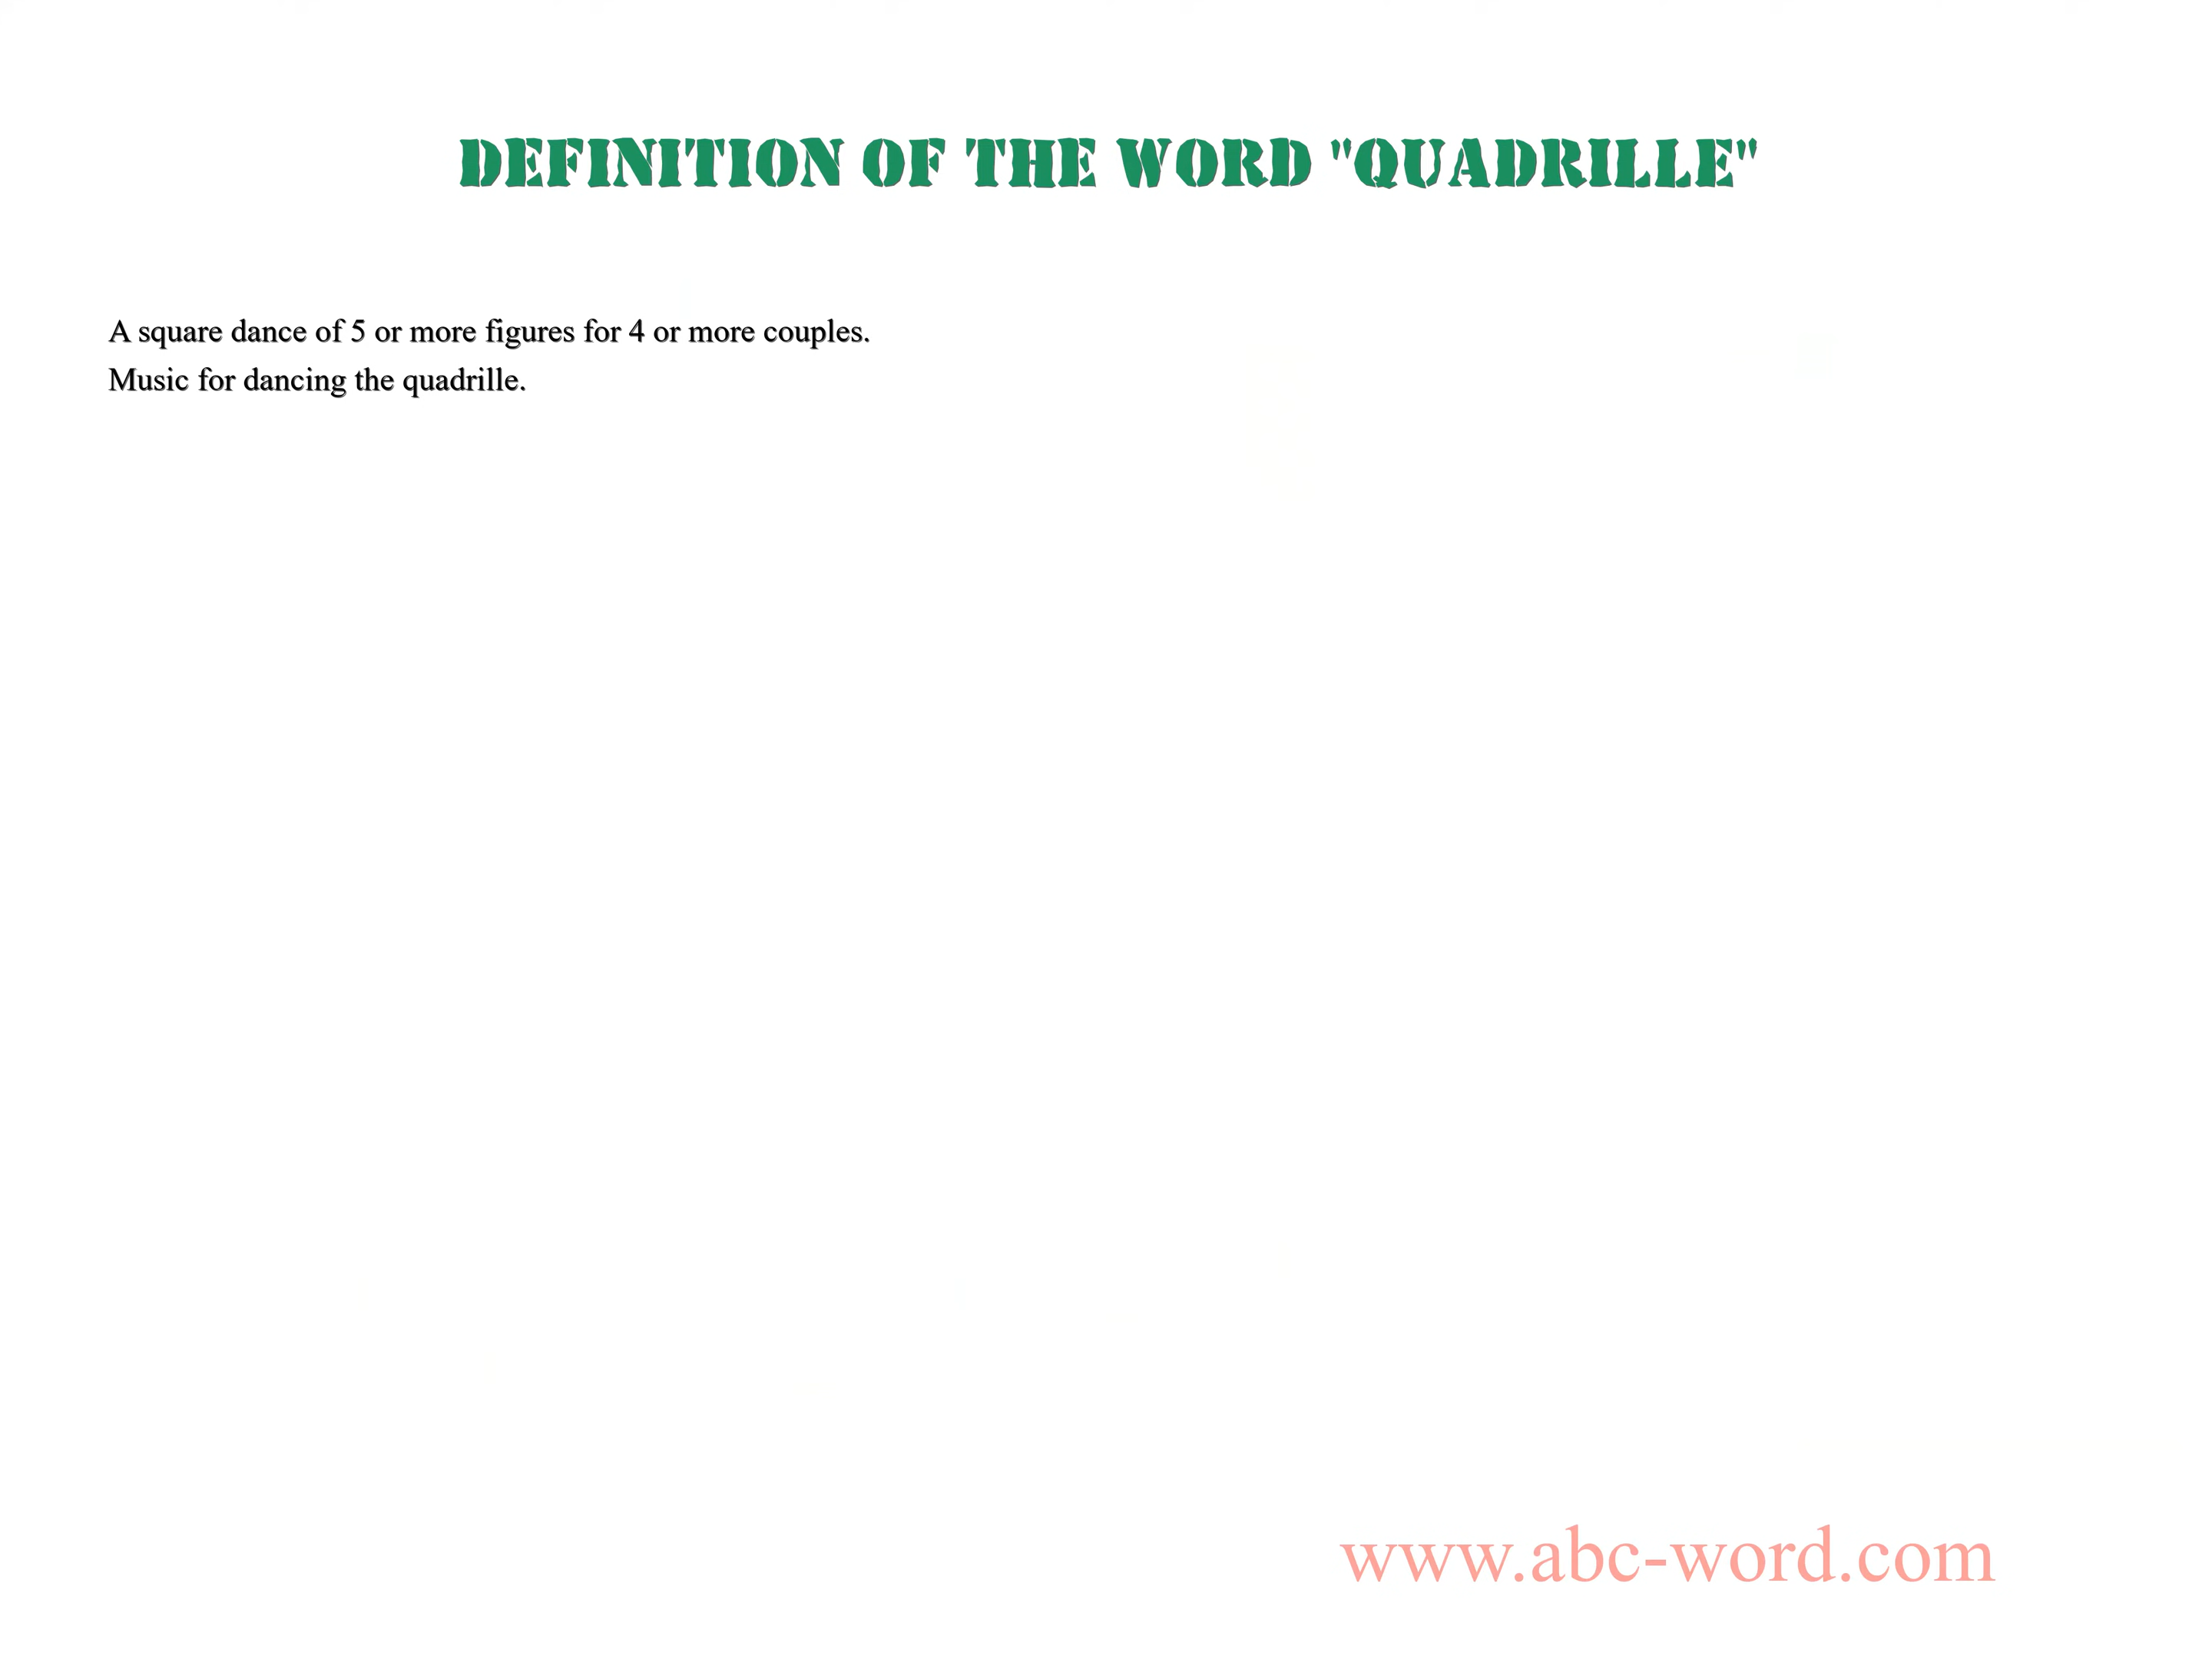 DEFINITION OF THE WORD "QUADRILLE"
A square dance of 5 or more figures for 4 or more couples.
Music for dancing the quadrille.
www.abc-word.com